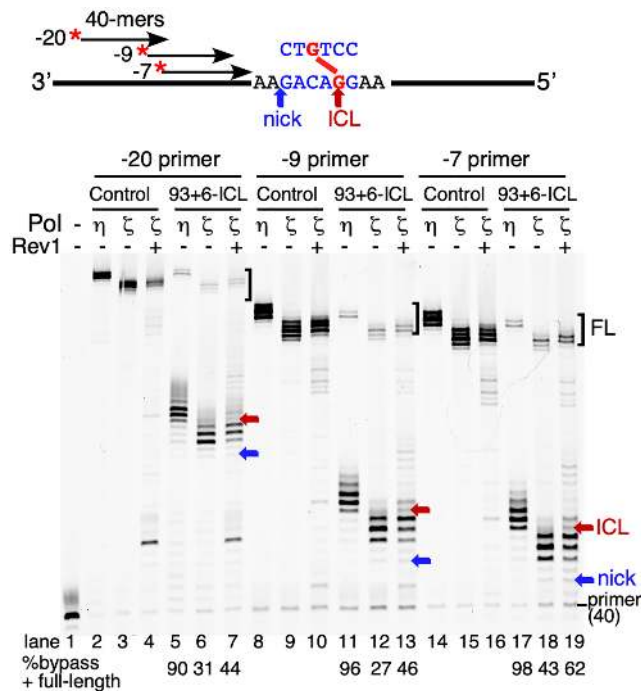 40-mers
-20 *
-9 *
-7 *
CTGTCC
3' AAGACAGGAA 5'
nick ICL
-20 primer -9 primer -7 primer
Control 93+6-ICL Control 93+6-ICL Control 93+6-ICL
Pol - η ζ ζ η ζ ζ η ζ ζ η ζ ζ η ζ ζ η ζ ζ
Rev1 - - - + - - + - - + - - + - - + - - +
FL
ICL
nick
primer
(40)
lane 1 2 3 4 5 6 7 8 9 10 11 12 13 14 15 16 17 18 19
%bypass 90 31 44 96 27 46 98 43 62
+ full-length